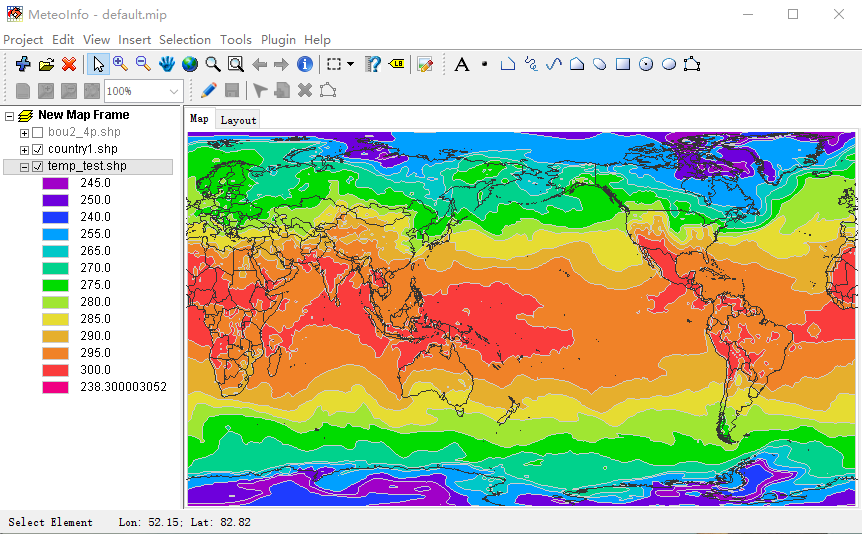 MeteoInfo - default.mip
Project Edit View Insert Selection Tools Plugin Help
LB A
100%
New Map Frame
bou2_4p.shp
country1.shp
temp_test.shp
245.0
250.0
240.0
255.0
265.0
270.0
275.0
280.0
285.0
290.0
295.0
300.0
238.300003052
Map Layout
Select Element Lon: 52.15; Lat: 82.82